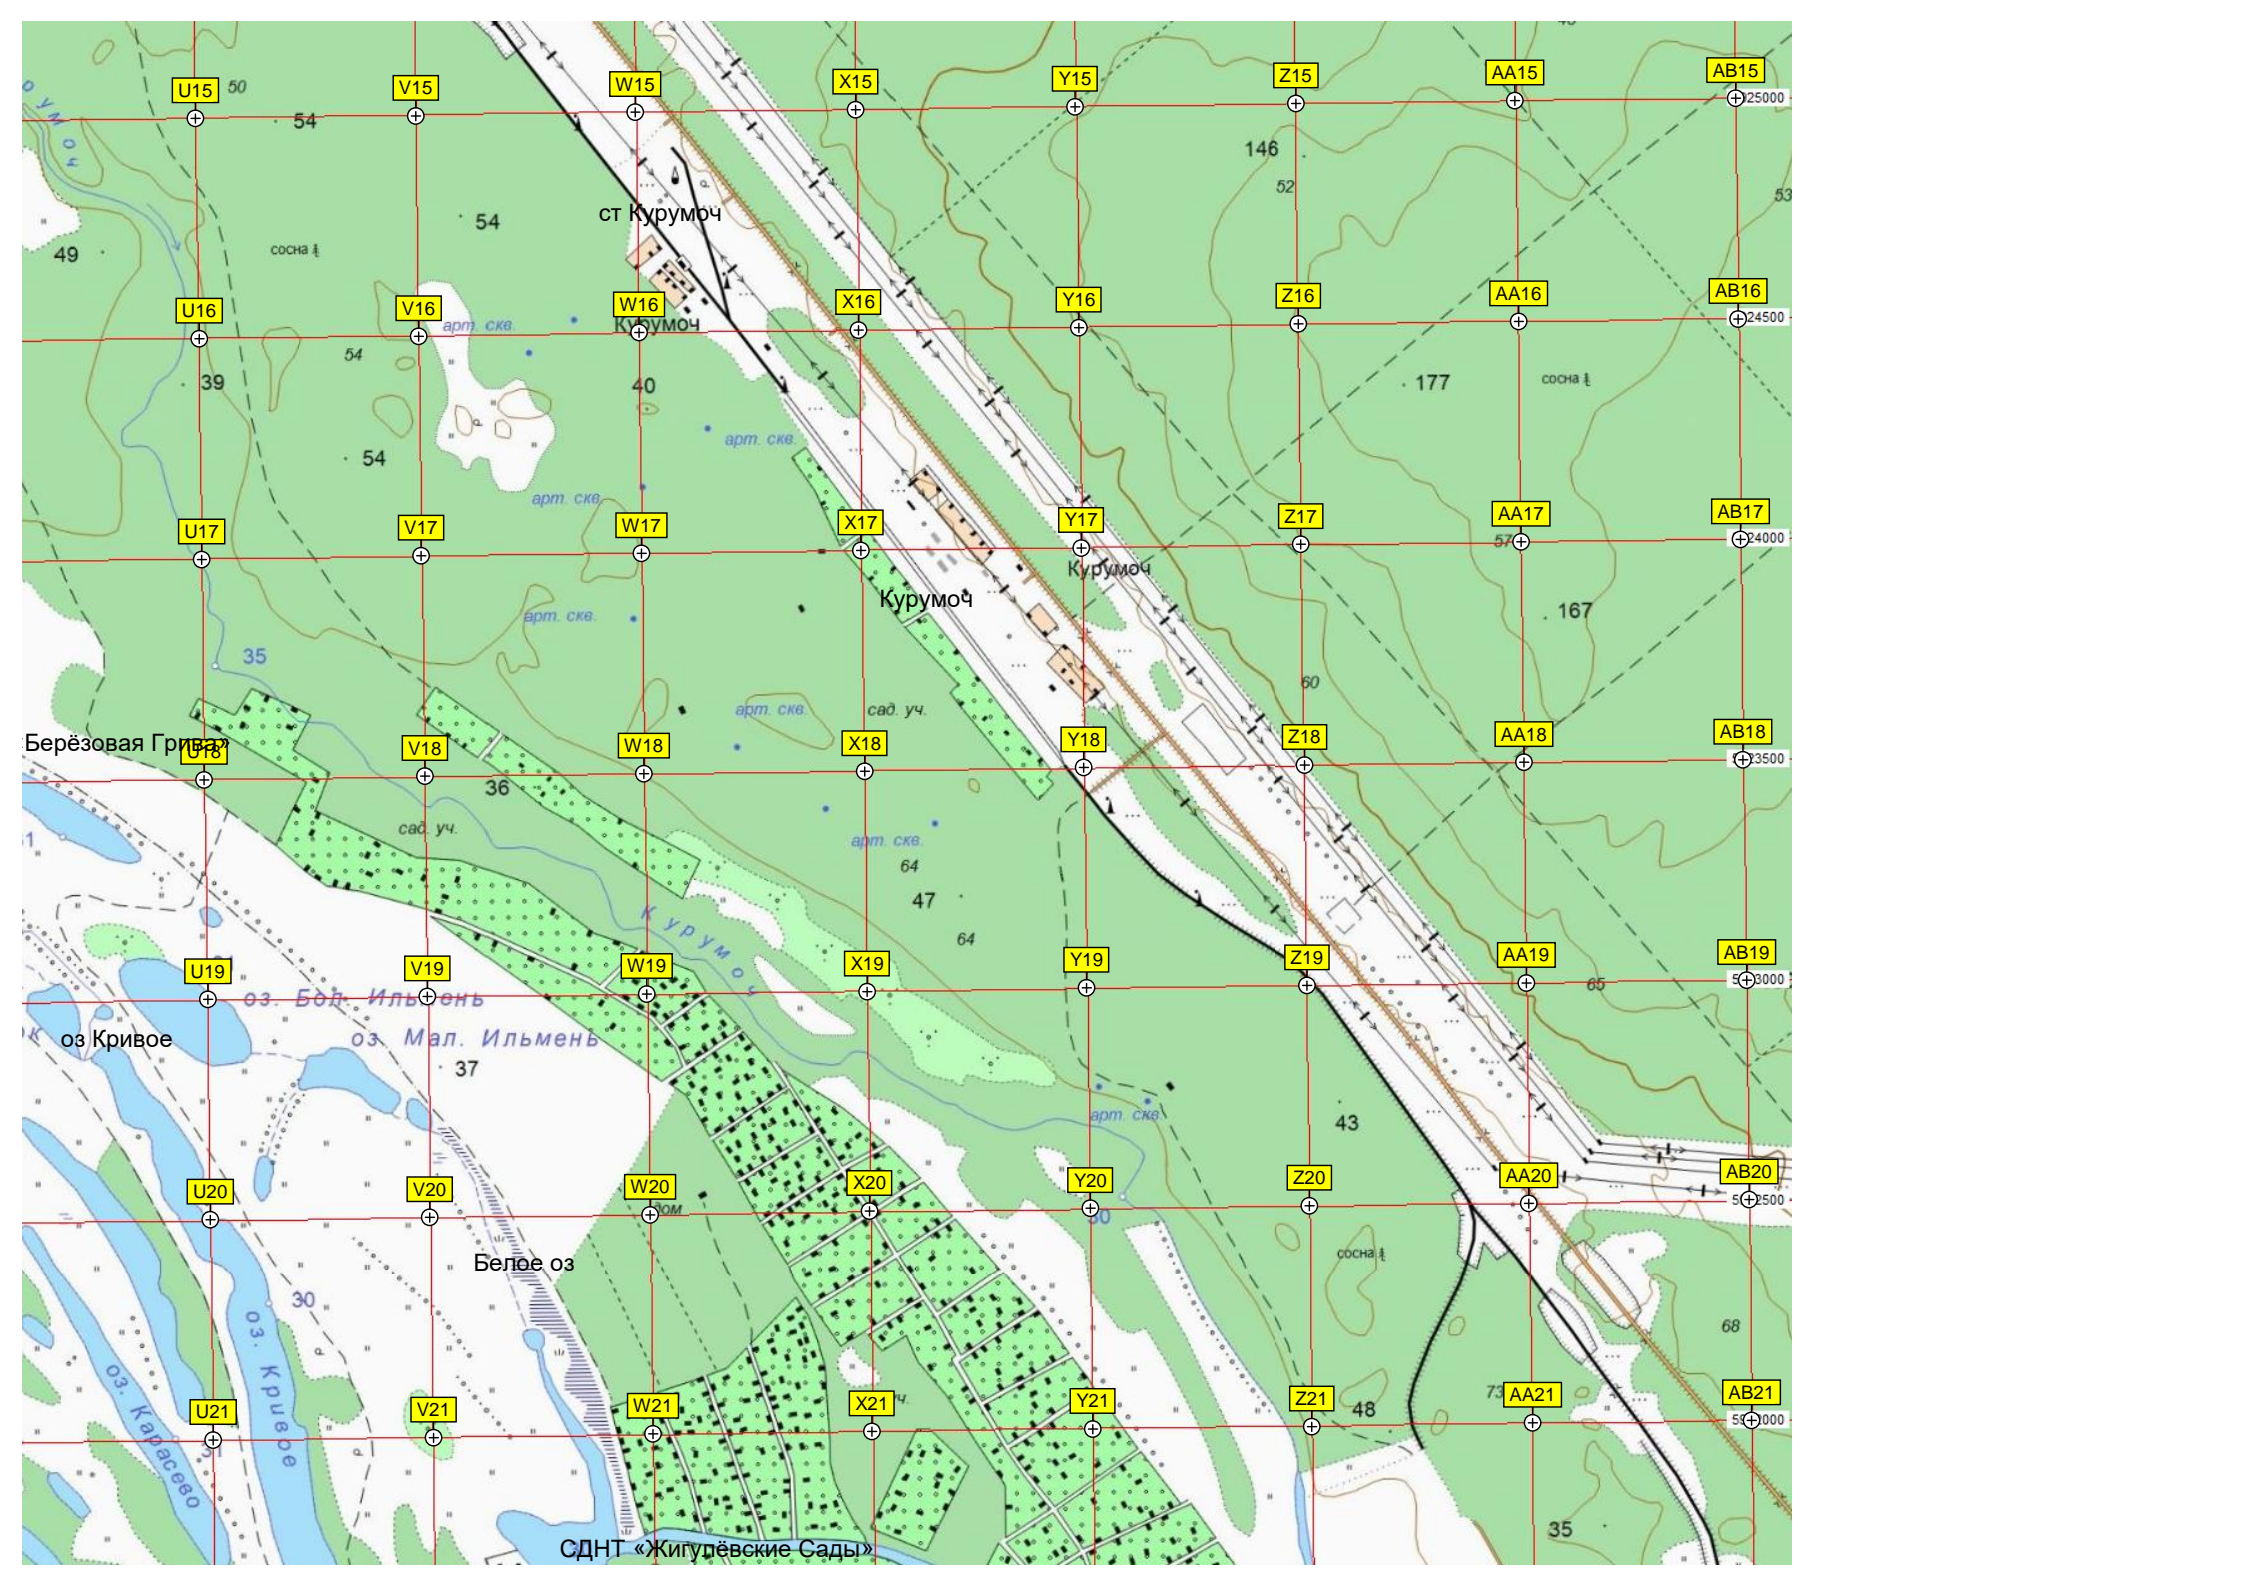 U15
V15
W15
X15
Y15
Z15
AA15
AB15
50
54
146
52
53
ст Курумоч
54
49
сосна
U16
V16
W16
X16
Y16
Z16
AA16
AB16
24500
арт. скв.
Курумоч
54
39
40
177
сосна
арт. скв.
54
арт. скв.
U17
V17
W17
X17
Y17
Z17
AA17
AB17
24000
57
Курумоч
Курумоч
167
арт. скв.
35
60
арт. скв.
сад. уч.
«Берёзовая Грива»
U18
V18
W18
X18
Y18
Z18
AA18
AB18
36
сад. уч.
арт. скв.
64
47
Курумоч
64
U19
V19
W19
X19
Y19
Z19
AA19
AB19
65
оз. Бол. Ильмень
оз Кривое
оз. Мал. Ильмень
37
43
арт. скв.
U20
V20
W20
X20
Y20
Z20
AA20
AB20
30
Белое оз
сосна
30
68
оз. Кривое
оз. Карасево
U21
V21
W21
X21
Y21
Z21
AA21
AB21
73
48
35
СДНТ «Жигулёвские Сады»